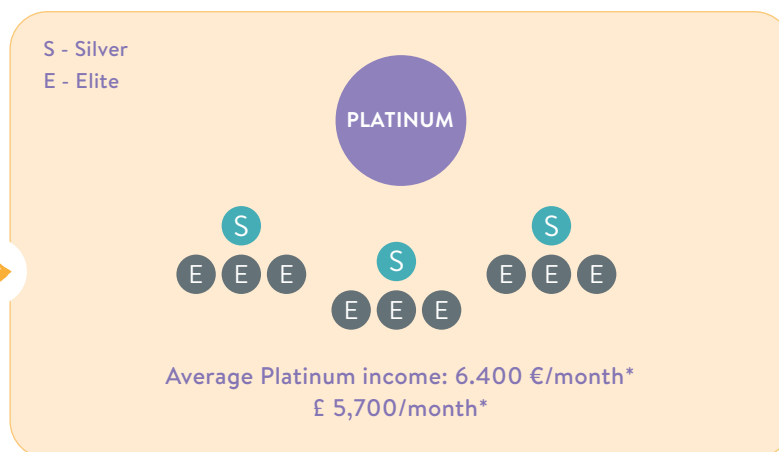 S - Silver
E - Elite
PLATINUM
S
S
S
E E E
E E E
E E E
Average Platinum income: 6.400 €/month*
£ 5,700/month*